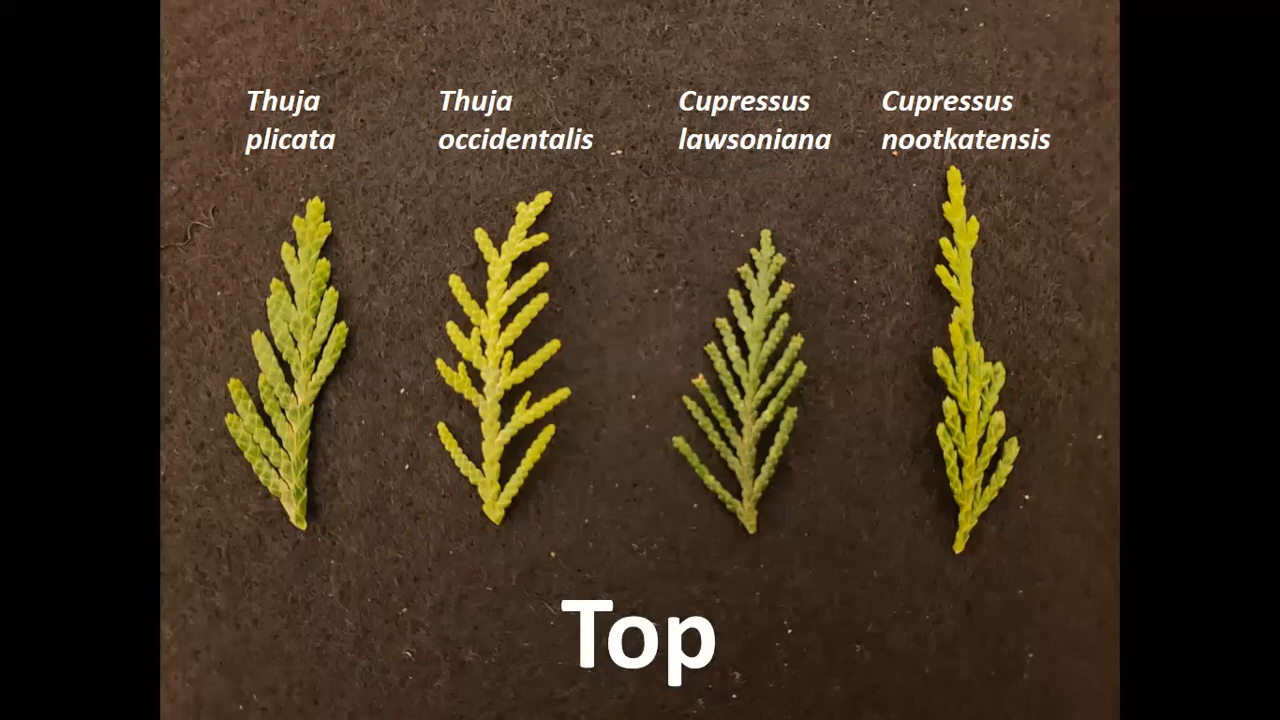 Thuja
plicata
Thuja
occidentalis
Cupressus
lawsoniana
Cupressus
nootkatensis
Top